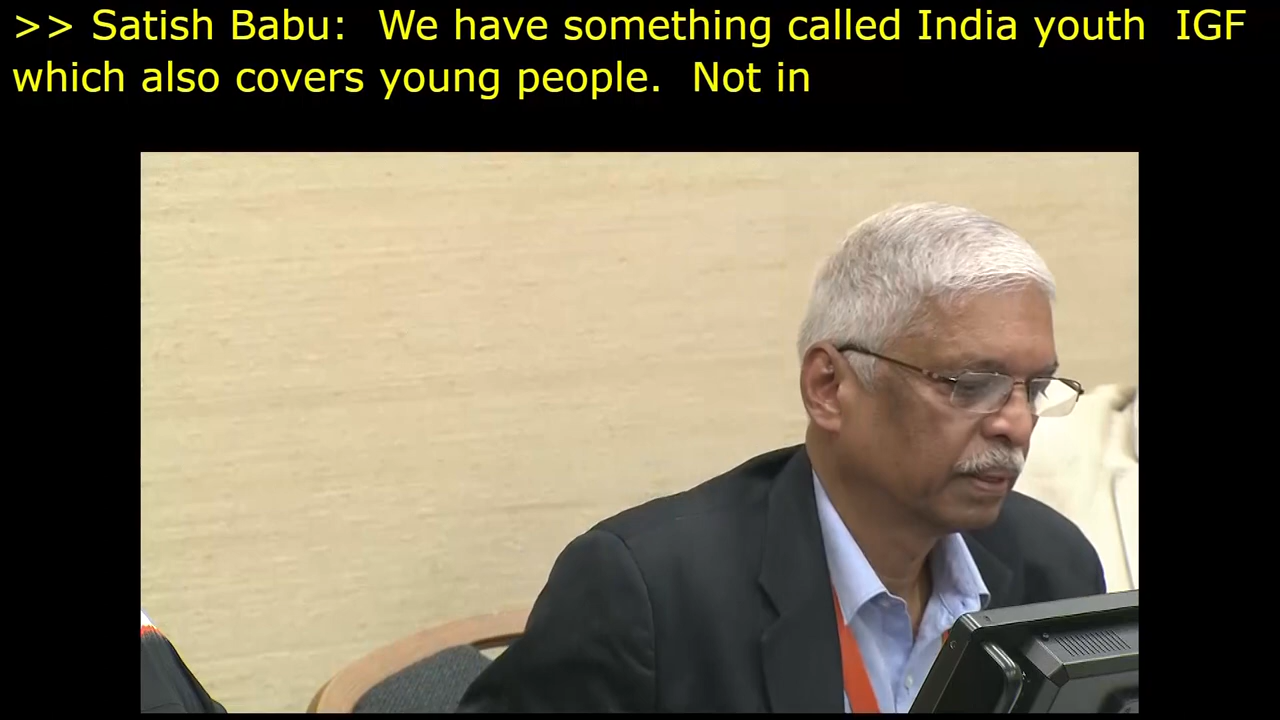 >> Satish Babu:  We have something called India youth  IGF
which also covers young people.  Not in